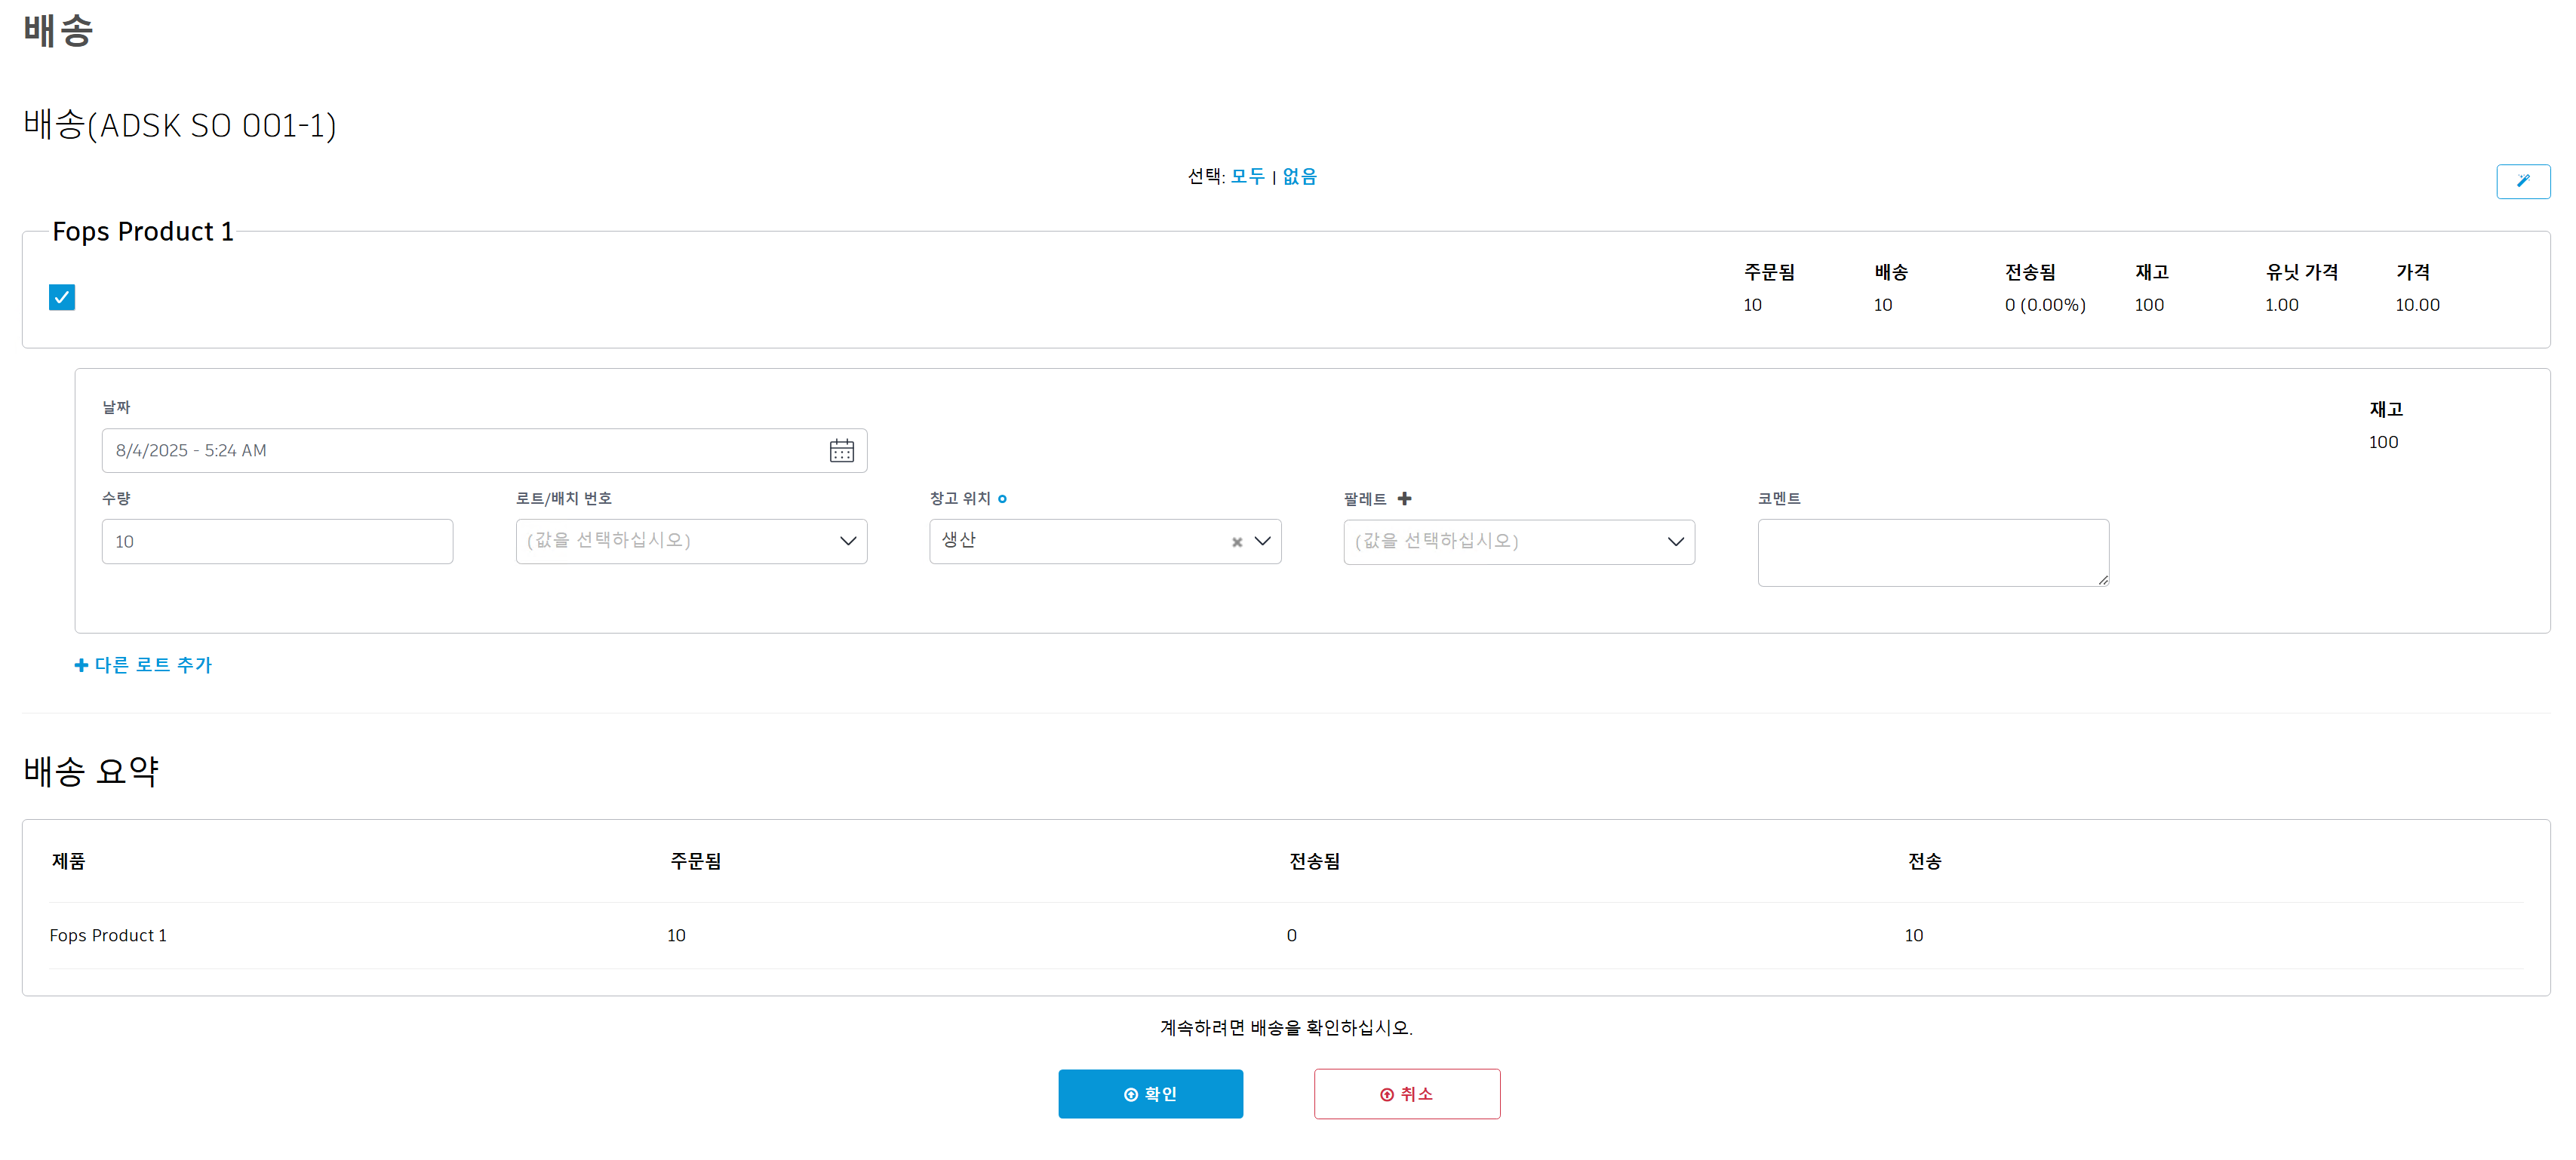 배송
배송(ADSK SO 001-1)
선택: 모두 | 없음
Fops Product 1
주문됨 배송 전송됨 재고 유닛 가격 가격
10 10 0 (0.00%) 100 1.00 10.00
날짜 재고
8/4/2025 - 5:24 AM 100
수량 로트/배치 번호 창고 위치 팔레트 코멘트
10 (값을 선택하십시오) 생산 (값을 선택하십시오)
다른 로트 추가
배송 요약
제품 주문됨 전송됨 전송
Fops Product 1 10 0 10
계속하려면 배송을 확인하십시오.
확인 취소